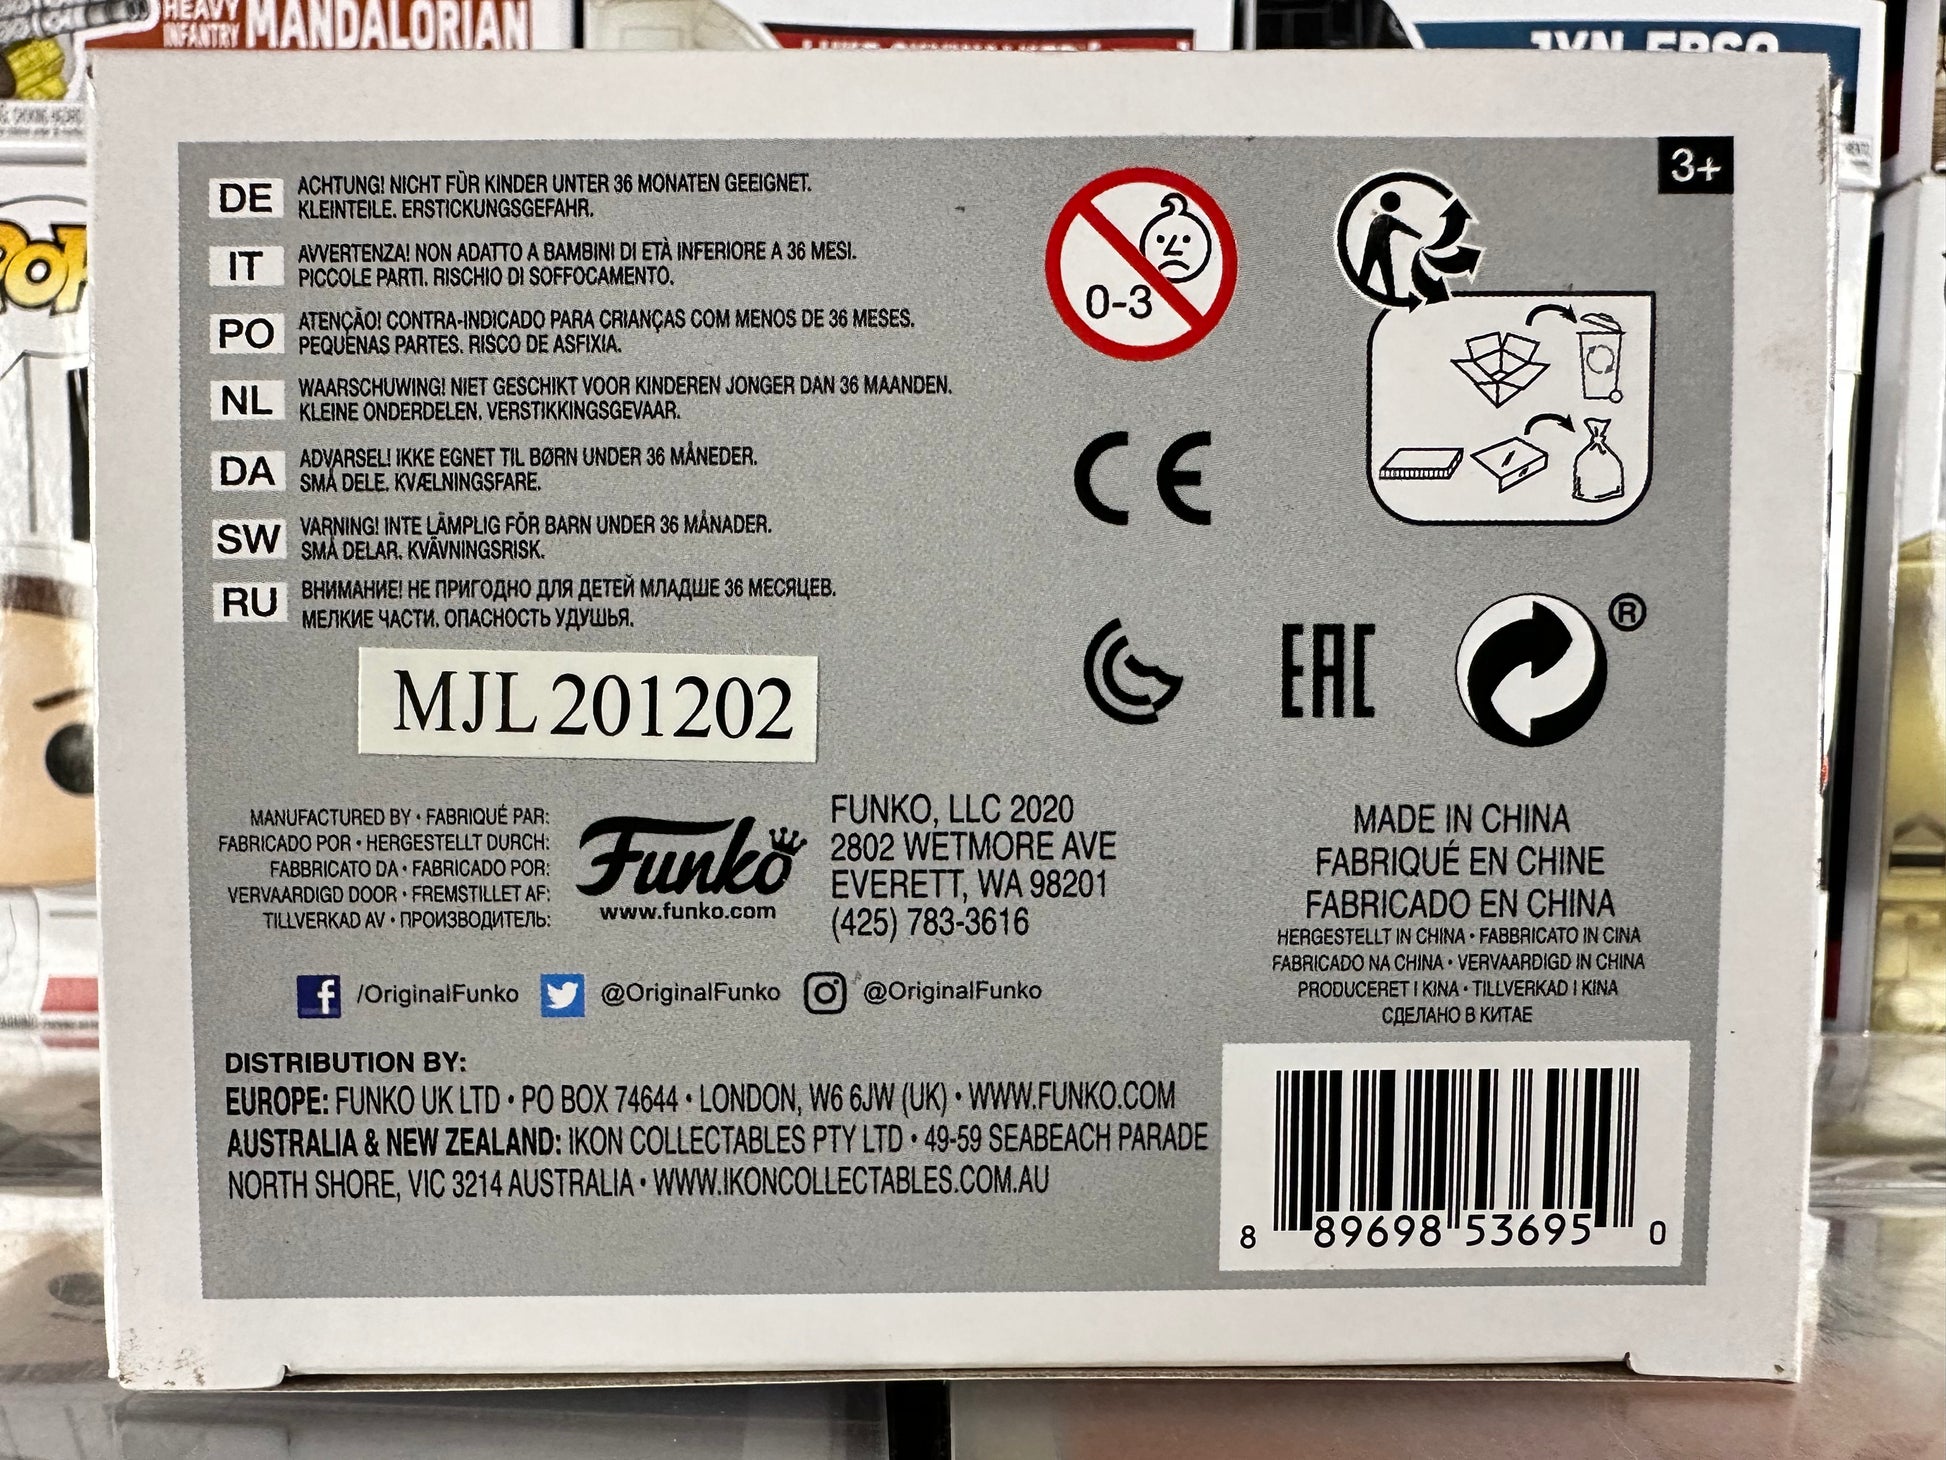 HEAVY
INFANTRY
MANDALORIAN
3+
DE
ACHTUNG! NICHT FÜR KINDER UNTER 36 MONATEN GEEIGNET.
KLEINTEILE. ERSTICKUNGSGEFAHR.
IT
AVVERTENZA! NON ADATTO A BAMBINI DI ETÀ INFERIORE A 36 MESI.
PICCOLE PARTI. RISCHIO DI SOFFOCAMENTO.
PO
ATENÇÃO! CONTRA-INDICADO PARA CRIANÇAS COM MENOS DE 36 MESES.
PEQUENAS PARTES. RISCO DE ASFIXIA.
NL
WAARSCHUWING! NIET GESCHIKT VOOR KINDEREN JONGER DAN 36 MAANDEN.
KLEINE ONDERDELEN. VERSTIKKINGSGEVAAR.
DA
ADVARSEL! IKKE EGNET TIL BØRN UNDER 36 MÅNEDER.
SMÅ DELE. KVÆLNINGSFARE.
SW
VARNING! INTE LÄMPLIG FÖR BARN UNDER 36 MÅNADER.
SMÅ DELAR. KVÄVNINGSRISK.
RU
ВНИМАНИЕ! НЕ ПРИГОДНО ДЛЯ ДЕТЕЙ МЛАДШЕ 36 МЕСЯЦЕВ.
МЕЛКИЕ ЧАСТИ. ОПАСНОСТЬ УДУШЬЯ.
0-3
CE
EAC
®
MJL 201202
MANUFACTURED BY • FABRIQUÉ PAR:
FABRICADO POR • HERGESTELLT DURCH:
FABBRICATO DA • FABRICADO POR:
VERVAARDIGD DOOR • FREMSTILLET AF:
TILLVERKAD AV • ПРОИЗВОДИТЕЛЬ:
Funko
www.funko.com
FUNKO, LLC 2020
2802 WETMORE AVE
EVERETT, WA 98201
(425) 783-3616
MADE IN CHINA
FABRIQUÉ EN CHINE
FABRICADO EN CHINA
HERGESTELLT IN CHINA • FABBRICATO IN CINA
FABRICADO NA CHINA • VERVAARDIGD IN CHINA
PRODUCERET I KINA • TILLVERKAD I KINA
СДЕЛАНО В КИТАЕ
/OriginalFunko @OriginalFunko @OriginalFunko
DISTRIBUTION BY:
EUROPE: FUNKO UK LTD • PO BOX 74644 • LONDON, W6 6JW (UK) • WWW.FUNKO.COM
AUSTRALIA & NEW ZEALAND: IKON COLLECTABLES PTY LTD • 49-59 SEABEACH PARADE
NORTH SHORE, VIC 3214 AUSTRALIA • WWW.IKONCOLLECTABLES.COM.AU
8 89698 53695 0